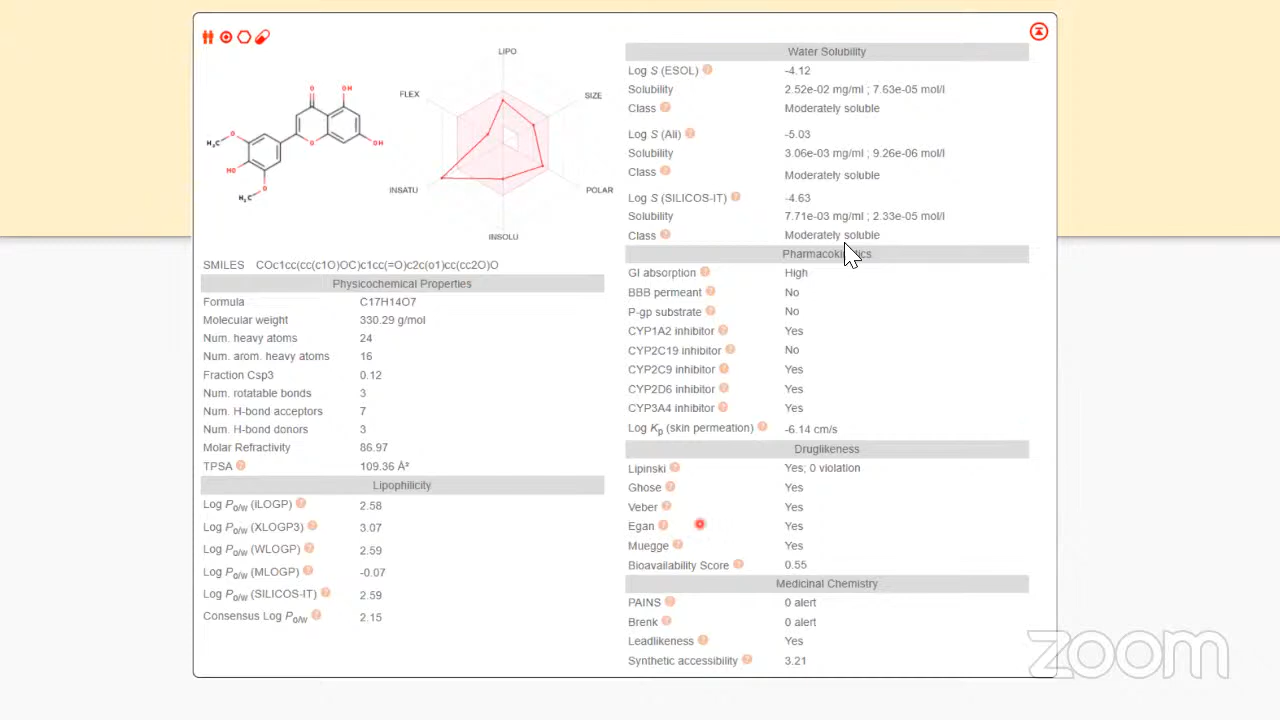 LIPO
FLEX
SIZE
INSATU
POLAR
INSOLU
O
OH
H₃C
O
O
OH
HO
O
H₃C
SMILES COc1cc(cc(c1O)OC)c1cc(=O)c2c(o1)cc(cc2O)O
Physicochemical Properties
Formula C17H14O7
Molecular weight 330.29 g/mol
Num. heavy atoms 24
Num. arom. heavy atoms 16
Fraction Csp3 0.12
Num. rotatable bonds 3
Num. H-bond acceptors 7
Num. H-bond donors 3
Molar Refractivity 86.97
TPSA ? 109.36 Å²
Lipophilicity
Log Po/w (iLOGP) ? 2.58
Log Po/w (XLOGP3) ? 3.07
Log Po/w (WLOGP) ? 2.59
Log Po/w (MLOGP) ? -0.07
Log Po/w (SILICOS-IT) ? 2.59
Consensus Log Po/w ? 2.15
Water Solubility
Log S (ESOL) ? -4.12
Solubility 2.52e-02 mg/ml ; 7.63e-05 mol/l
Class ? Moderately soluble
Log S (Ali) ? -5.03
Solubility 3.06e-03 mg/ml ; 9.26e-06 mol/l
Class ? Moderately soluble
Log S (SILICOS-IT) ? -4.63
Solubility 7.71e-03 mg/ml ; 2.33e-05 mol/l
Class ? Moderately soluble
Pharmacokinetics
GI absorption ? High
BBB permeant ? No
P-gp substrate ? No
CYP1A2 inhibitor ? Yes
CYP2C19 inhibitor ? No
CYP2C9 inhibitor ? Yes
CYP2D6 inhibitor ? Yes
CYP3A4 inhibitor ? Yes
Log Kp (skin permeation) ? -6.14 cm/s
Druglikeness
Lipinski ? Yes; 0 violation
Ghose ? Yes
Veber ? Yes
Egan ? Yes
Muegge ? Yes
Bioavailability Score ? 0.55
Medicinal Chemistry
PAINS ? 0 alert
Brenk ? 0 alert
Leadlikeness ? Yes
Synthetic accessibility ? 3.21
zoom